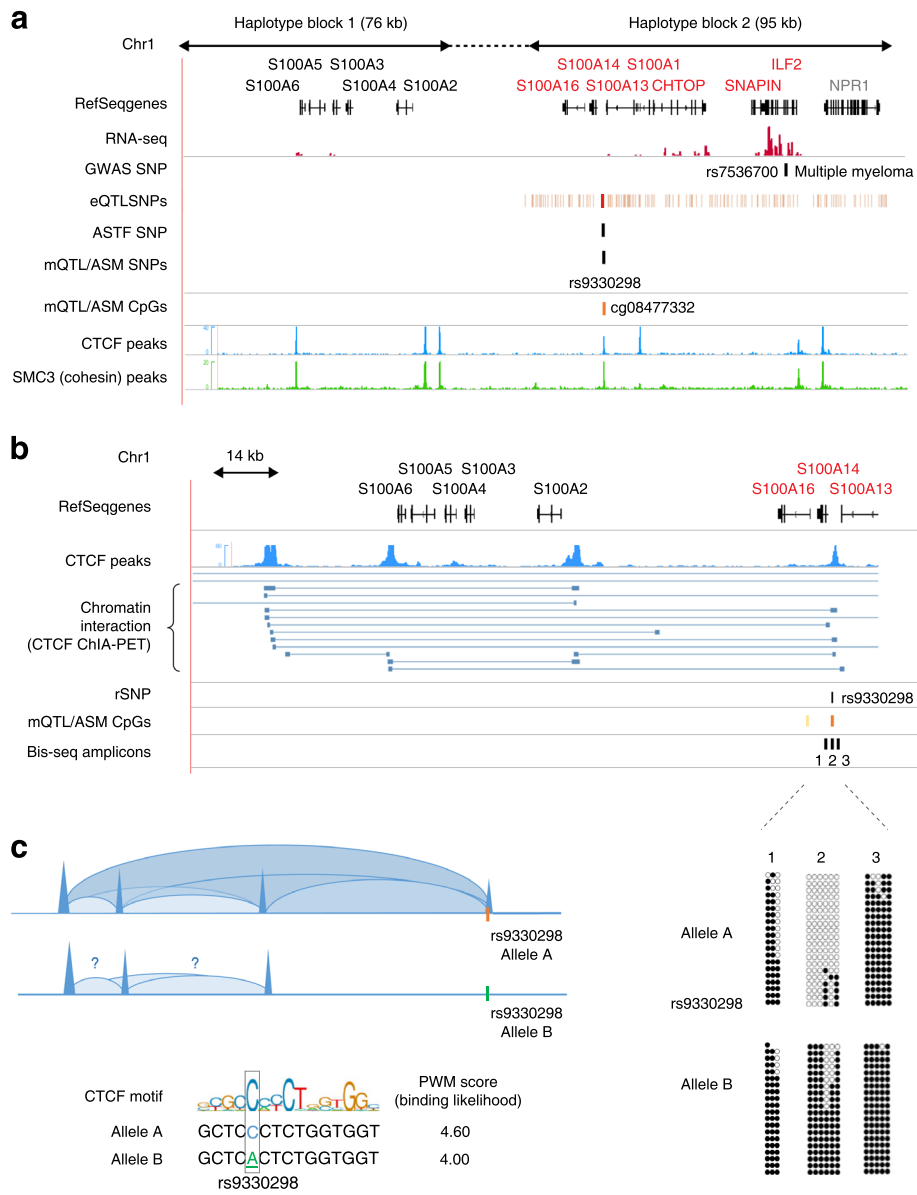 a
Haplotype block 1 (76 kb)
Haplotype block 2 (95 kb)
Chr1
S100A5 S100A3
S100A14 S100A1
ILF2
S100A6
S100A4 S100A2
S100A16 S100A13 CHTOP
SNAPIN
NPR1
RefSeqgenes
RNA-seq
GWAS SNP
rs7536700
Multiple myeloma
eQTLSNPs
ASTF SNP
mQTL/ASM SNPs
rs9330298
mQTL/ASM CpGs
cg08477332
40
CTCF peaks
0
20
SMC3 (cohesin) peaks
0
b
Chr1
14 kb
S100A5 S100A3
S100A14
S100A6 S100A4
S100A2
S100A16 S100A13
RefSeqgenes
CTCF peaks
0
Chromatin
interaction
(CTCF ChIA-PET)
rSNP
rs9330298
mQTL/ASM CpGs
Bis-seq amplicons
1 2 3
c
rs9330298
Allele A
? ?
rs9330298
Allele B
1 2 3
Allele A
rs9330298
Allele B
CTCF motif
PWM score
(binding likelihood)
Allele A
GCTCCCTCTGGTGGT
4.60
Allele B
GCTCACTCTGGTGGT
4.00
rs9330298